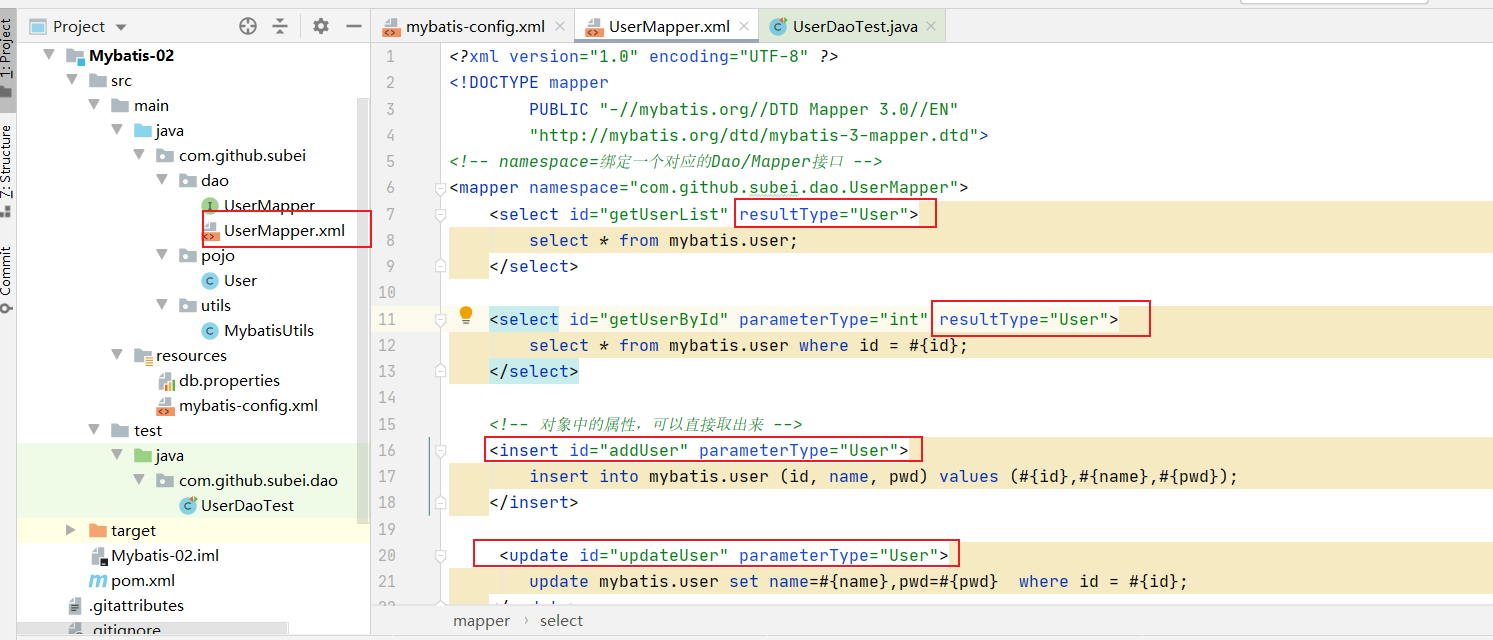 Project
mybatis-config.xml
UserMapper.xml
UserDaoTest.java
1: Project
Z: Structure
Commit
Mybatis-02
src
main
java
com.github.subei
dao
UserMapper
UserMapper.xml
pojo
User
utils
MybatisUtils
resources
db.properties
mybatis-config.xml
test
java
com.github.subei.dao
UserDaoTest
target
Mybatis-02.iml
pom.xml
.gitattributes
.gitignore
1 <?xml version="1.0" encoding="UTF-8" ?>
2 <!DOCTYPE mapper
3 PUBLIC "-//mybatis.org//DTD Mapper 3.0//EN"
4 "http://mybatis.org/dtd/mybatis-3-mapper.dtd">
5 <!-- namespace=绑定一个对应的Dao/Mapper接口 -->
6 <mapper namespace="com.github.subei.dao.UserMapper">
7 <select id="getUserList" resultType="User">
8 select * from mybatis.user;
9 </select>
10
11 <select id="getUserById" parameterType="int" resultType="User">
12 select * from mybatis.user where id = #{id};
13 </select>
14
15 <!-- 对象中的属性，可以直接取出来 -->
16 <insert id="addUser" parameterType="User">
17 insert into mybatis.user (id, name, pwd) values (#{id},#{name},#{pwd});
18 </insert>
19
20 <update id="updateUser" parameterType="User">
21 update mybatis.user set name=#{name},pwd=#{pwd}  where id = #{id};
mapper › select